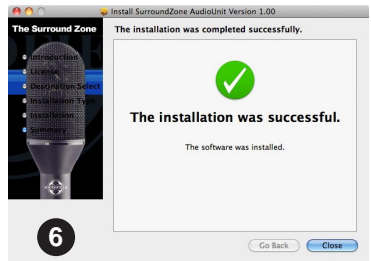 Install SurroundZone AudioUnit Version 1.00
The Surround Zone
The installation was completed successfully.
Introduction
License
Destination Select
Installation Type
Installation
Summary
The installation was successful.
The software was installed.
6
Go Back
Close